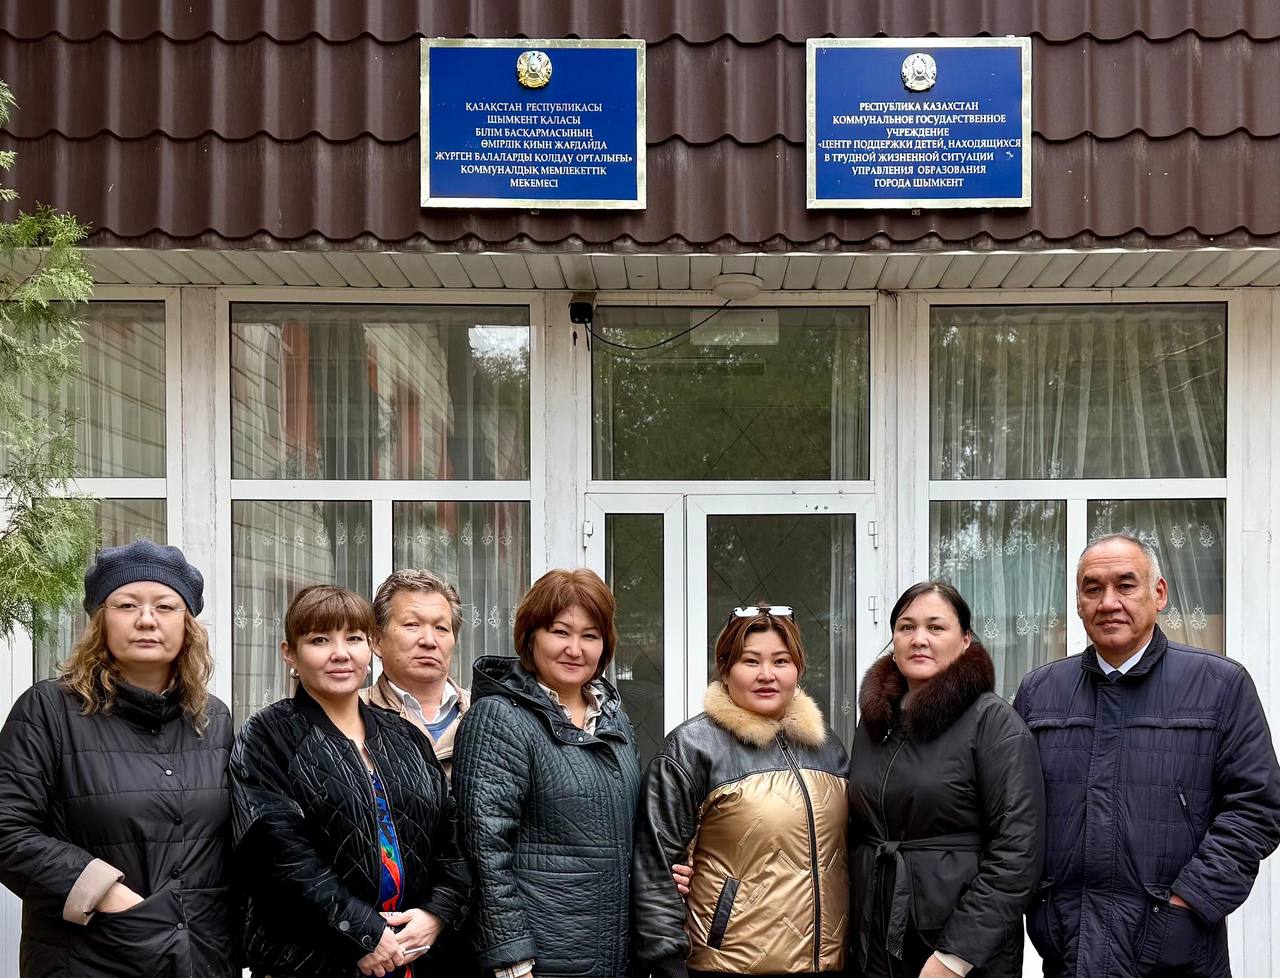 ҚАЗАҚСТАН РЕСПУБЛИКАСЫ
ШЫМКЕНТ ҚАЛАСЫ
БІЛІМ БАСҚАРМАСЫНЫҢ
ӨМІРЛІК ҚИЫН ЖАҒДАЙДА
ЖҮРГЕН БАЛАЛАРДЫ ҚОЛДАУ ОРТАЛЫҒЫ»
КОММУНАЛДЫҚ МЕМЛЕКЕТТІК
МЕКЕМЕСІ
РЕСПУБЛИКА КАЗАХСТАН
КОММУНАЛЬНОЕ ГОСУДАРСТВЕННОЕ
УЧРЕЖДЕНИЕ
«ЦЕНТР ПОДДЕРЖКИ ДЕТЕЙ, НАХОДЯЩИХСЯ
В ТРУДНОЙ ЖИЗНЕННОЙ СИТУАЦИИ
УПРАВЛЕНИЯ ОБРАЗОВАНИЯ
ГОРОДА ШЫМКЕНТ